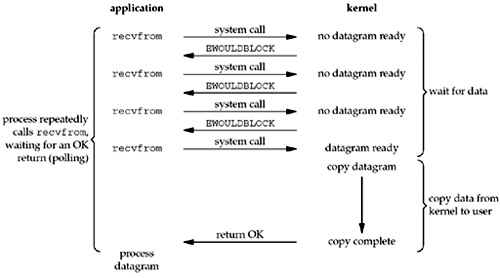 application
kernel
recvfrom
system call
no datagram ready
EWOULDBLOCK
recvfrom
system call
no datagram ready
EWOULDBLOCK
recvfrom
system call
no datagram ready
EWOULDBLOCK
recvfrom
system call
datagram ready
copy datagram
process repeatedly
calls recvfrom,
waiting for an OK
return (polling)
wait for data
copy data from
kernel to user
return OK
copy complete
process
datagram